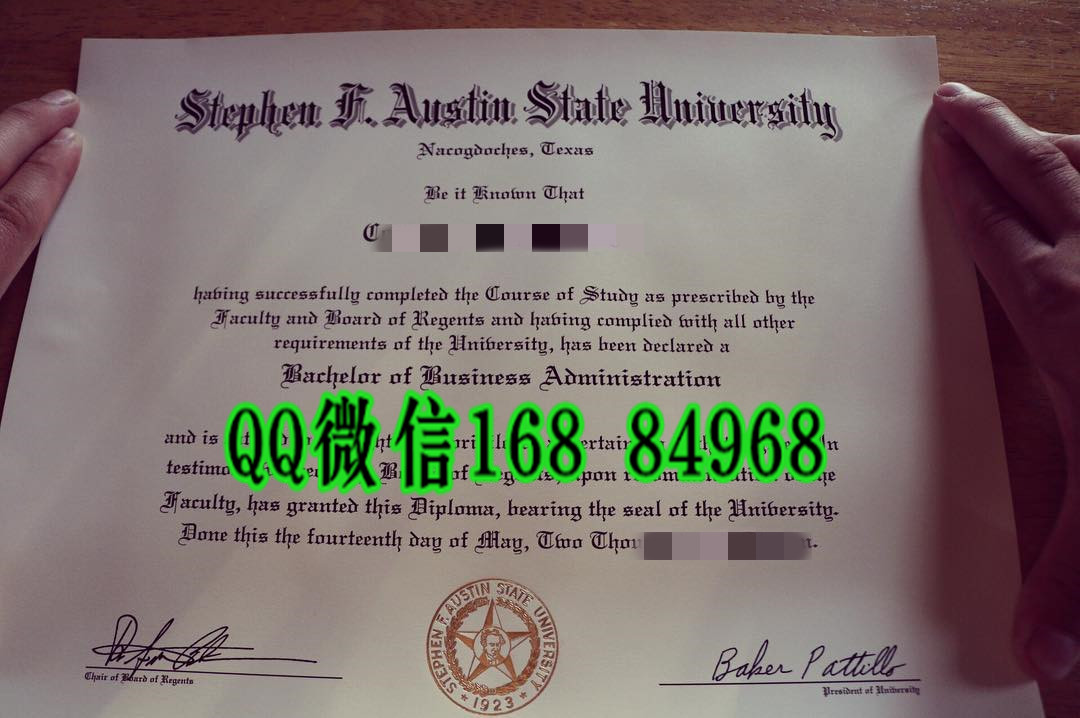 Stephen F. Austin State University
Nacogdoches, Texas
Be it Known That
C
having successfully completed the Course of Study as prescribed by the
Faculty and Board of Regents and having complied with all other
requirements of the University, has been declared a
Bachelor of Business Administration
QQ微信168 84968
and is
testimo
Faculty, has granted this Diploma, bearing the seal of the University.
Done this the fourteenth day of May, Two
STEPHEN F. AUSTIN STATE UNIVERSITY
1923
Chair of Board of Regents
Baker Pattillo
President of University